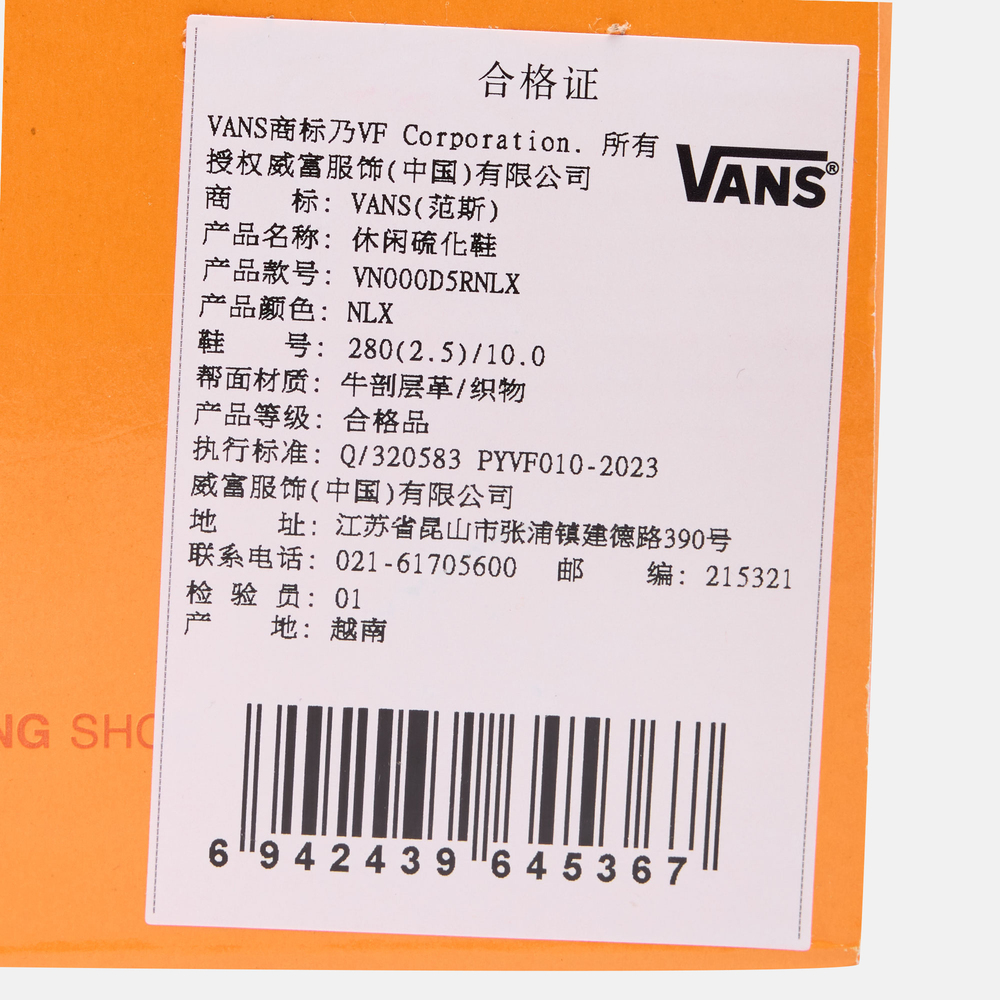 合格证
VANS商标乃VF Corporation. 所有
授权威富服饰(中国)有限公司
VANS®
商 标: VANS(范斯)
产品名称: 休闲硫化鞋
产品款号: VN000D5RNLX
产品颜色: NLX
鞋 号: 280(2.5)/10.0
帮面材质: 牛剖层革/织物
产品等级: 合格品
执行标准: Q/320583 PYVF010-2023
威富服饰(中国)有限公司
地 址: 江苏省昆山市张浦镇建德路390号
联系电话: 021-61705600 邮 编: 215321
检 验 员: 01
产 地: 越南
NG SHO
6 942439 645367